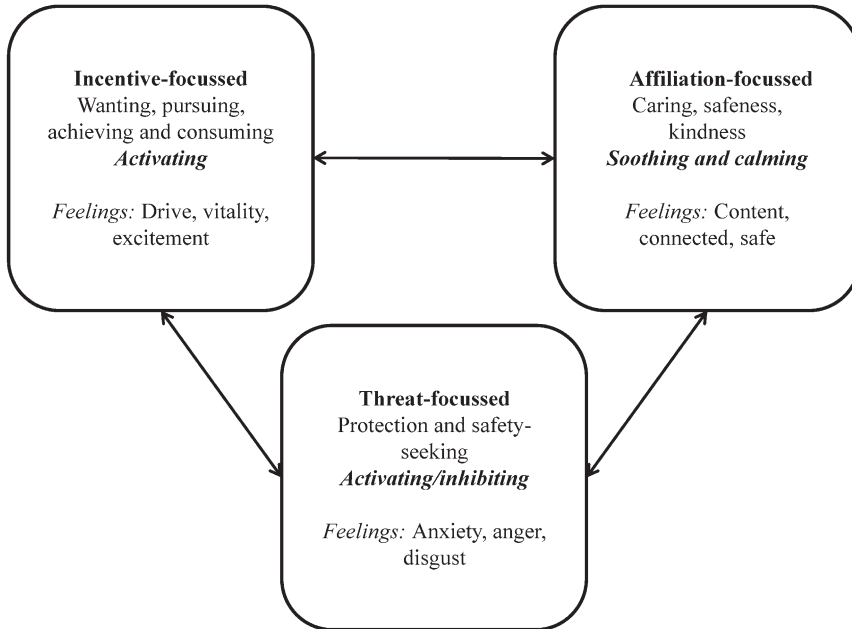 Incentive-focussed
Wanting, pursuing,
achieving and consuming
Activating
Feelings: Drive, vitality,
excitement
Affiliation-focussed
Caring, safeness,
kindness
Soothing and calming
Feelings: Content,
connected, safe
Threat-focussed
Protection and safety-
seeking
Activating/inhibiting
Feelings: Anxiety, anger,
disgust